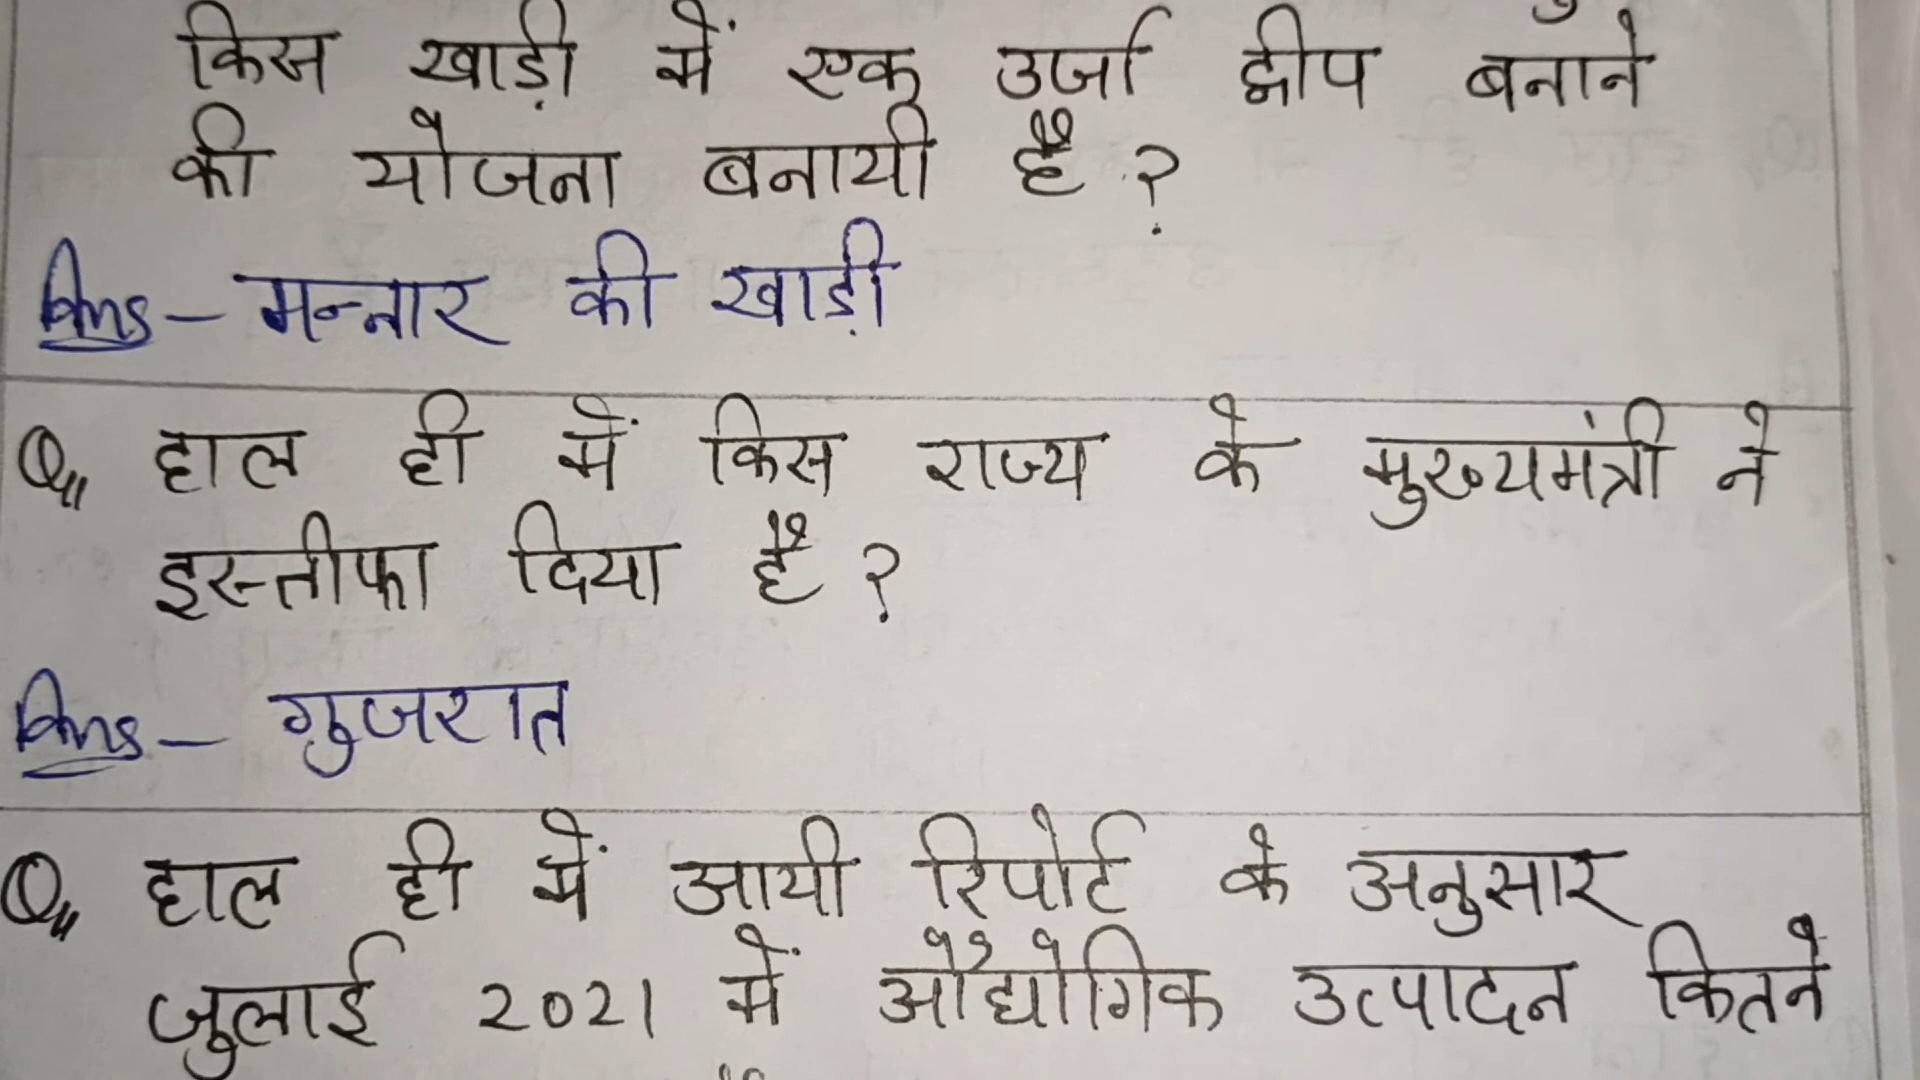 किस खाड़ी में एक उर्जा द्वीप बनाने
की योजना बनायी है ?
Ans - मन्नार की खाड़ी
Q,, हाल ही में किस राज्य के मुख्यमंत्री ने
इस्तीफा दिया है ?
Ans - गुजरात
Q,, हाल ही में आयी रिपोर्ट के अनुसार
जुलाई 2021 में औद्योगिक उत्पादन कितने